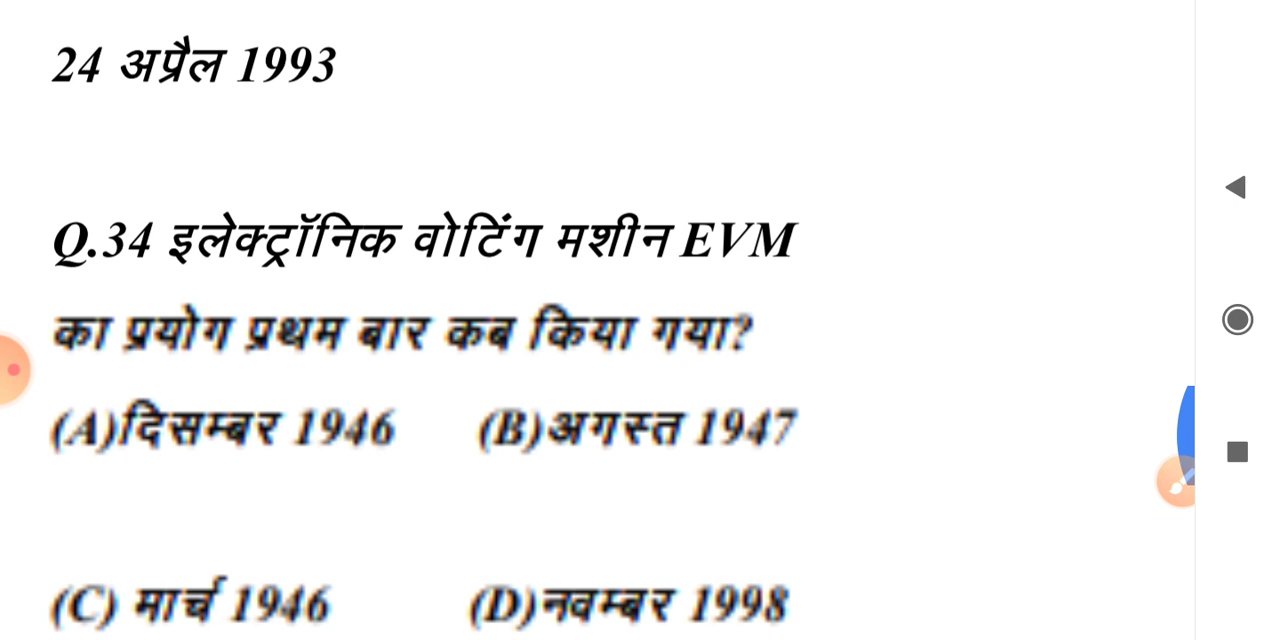 24 अप्रैल 1993
Q.34 इलेक्ट्रॉनिक वोटिंग मशीन EVM
का प्रयोग प्रथम बार कब किया गया?
(A)दिसम्बर 1946 (B)अगस्त 1947
(C) मार्च 1946 (D)नवम्बर 1998